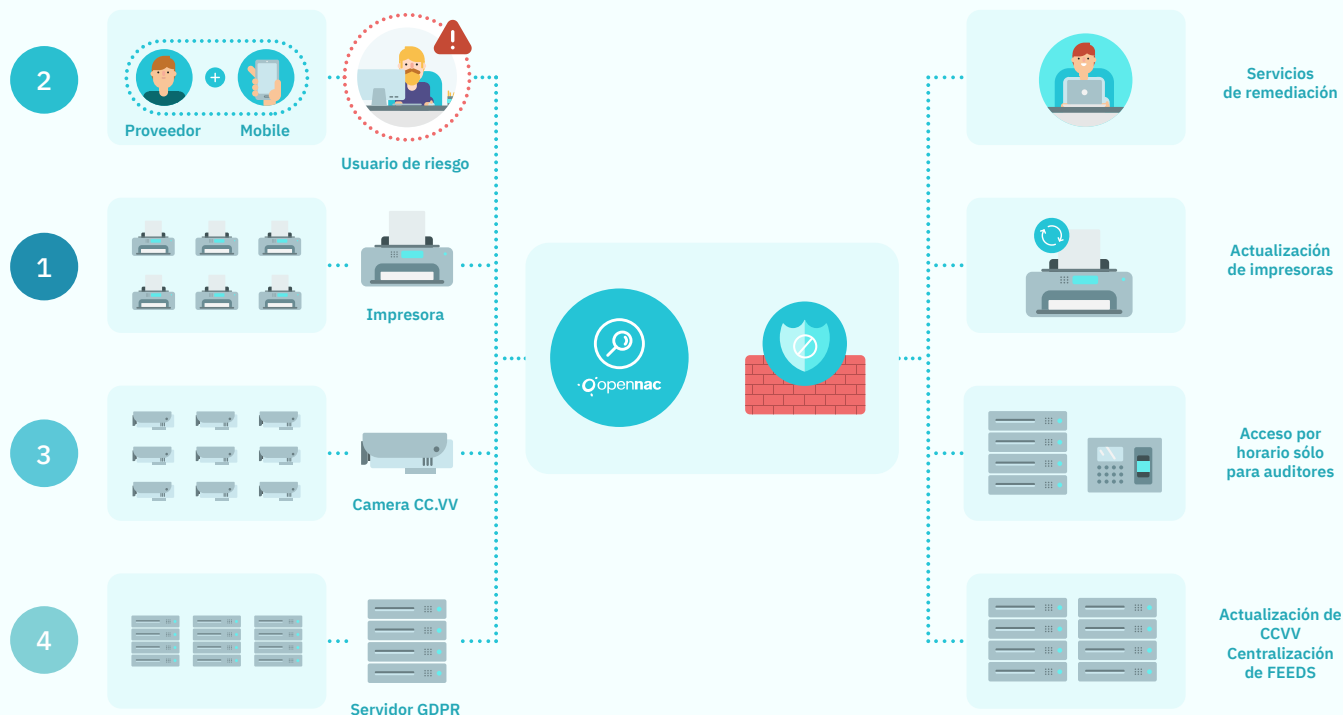 2
Proveedor
Mobile
Usuario de riesgo
Servicios
de remediación
1
Impresora
Actualización
de impresoras
opennac
3
Camera CC.VV
Acceso por
horario sólo
para auditores
4
Servidor GDPR
Actualización de
CCVV
Centralización
de FEEDS